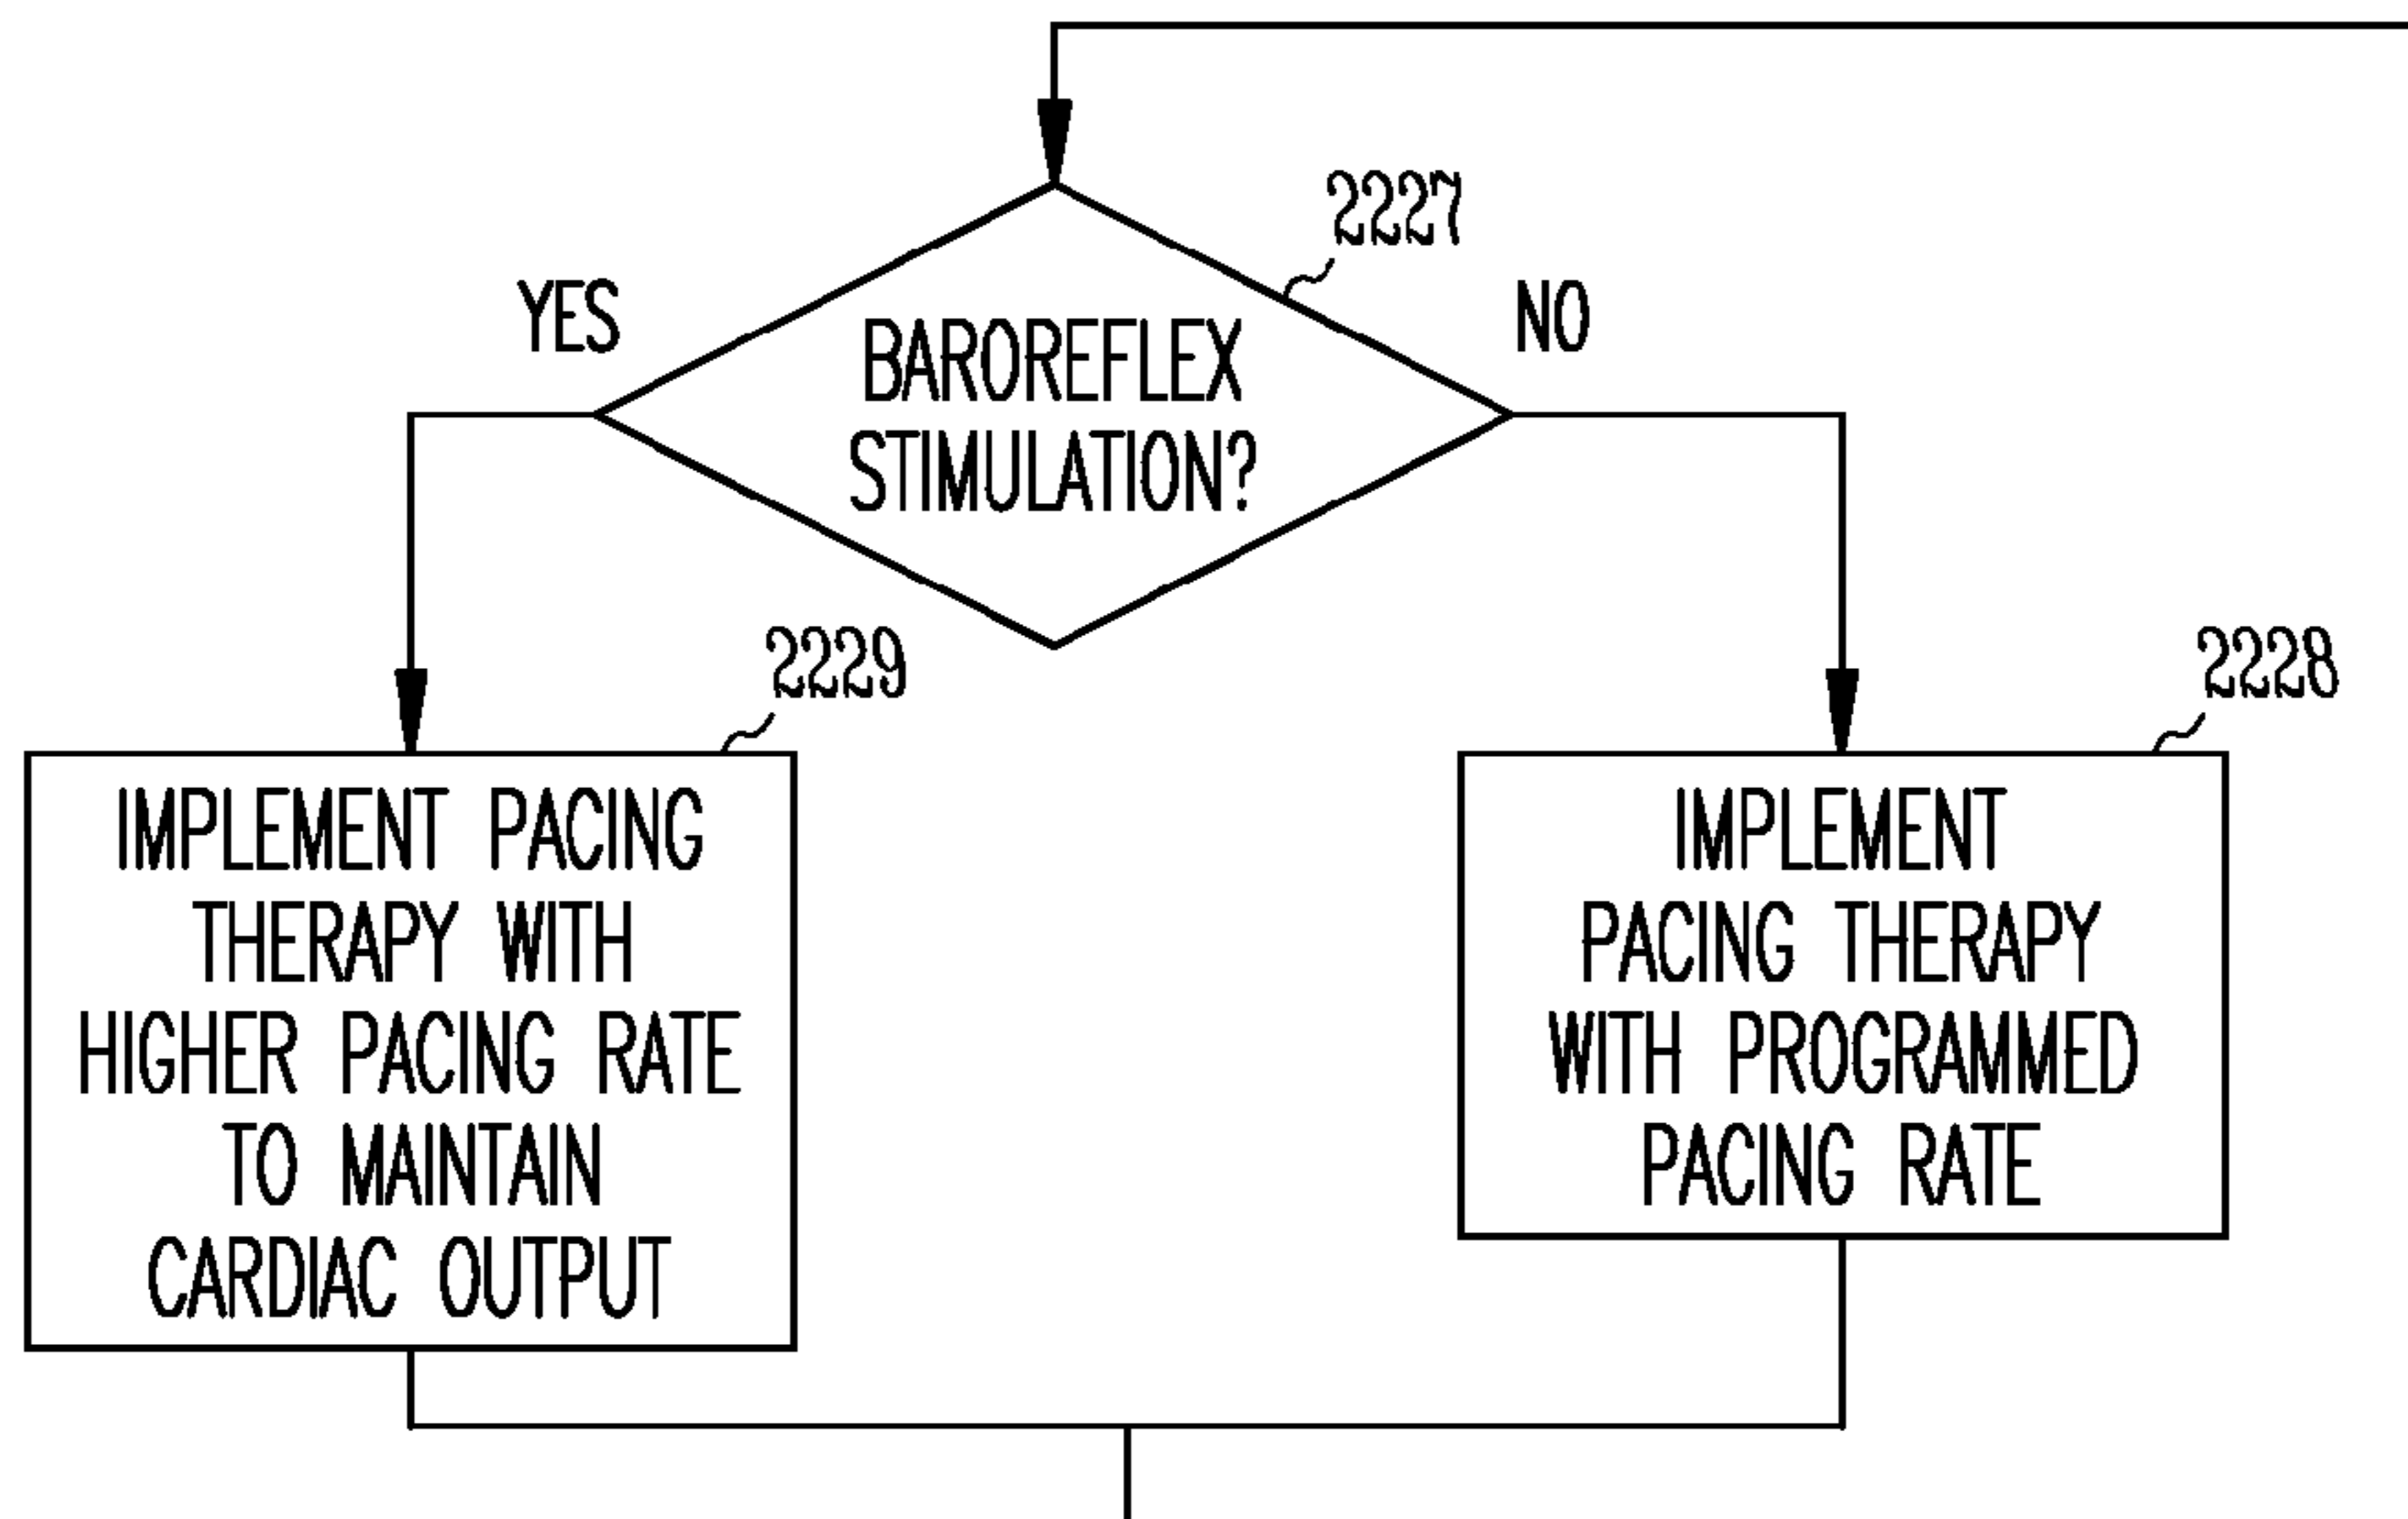 2227
YES
NO
BAROREFLEX
STIMULATION?
2229
2228
IMPLEMENT PACING
THERAPY WITH
HIGHER PACING RATE
TO MAINTAIN
CARDIAC OUTPUT
IMPLEMENT
PACING THERAPY
WITH PROGRAMMED
PACING RATE